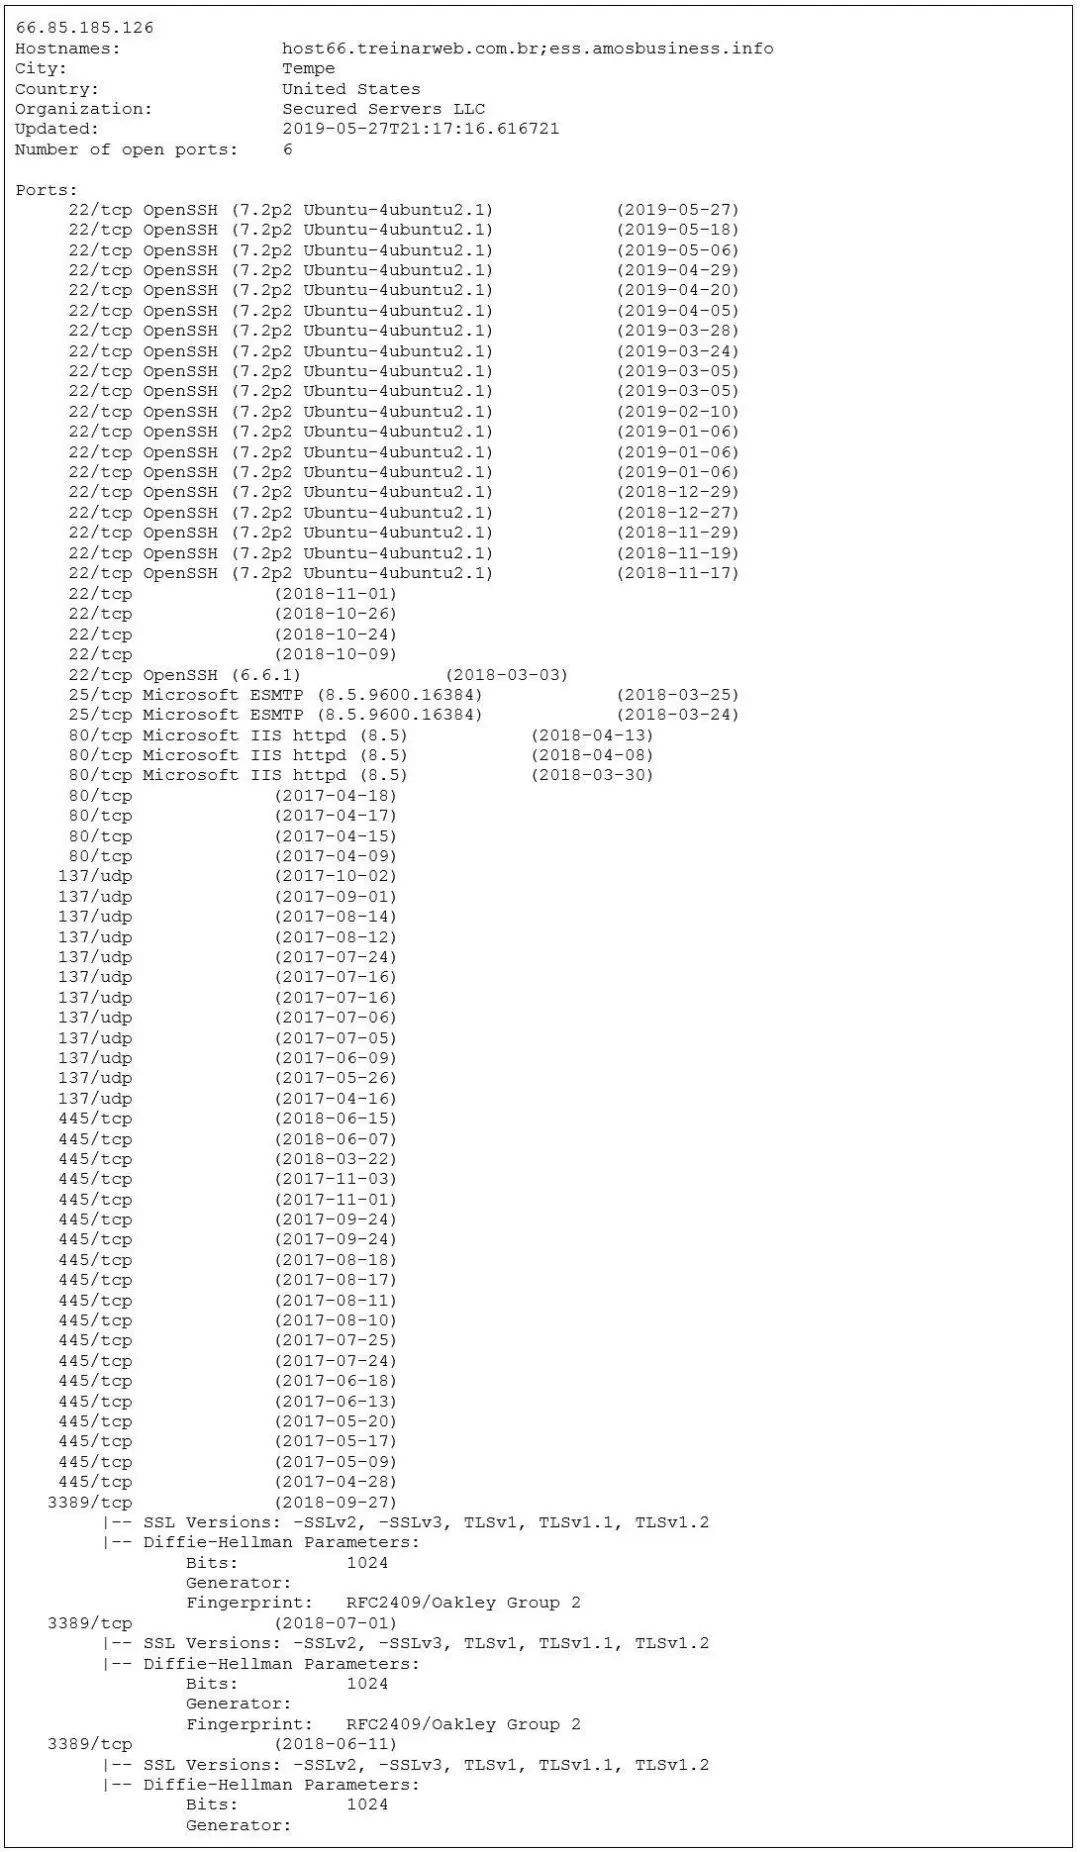 66.85.185.126
Hostnames: host66.treinarweb.com.br;ess.amosbusiness.info
City: Tempe
Country: United States
Organization: Secured Servers LLC
Updated: 2019-05-27T21:17:16.616721
Number of open ports: 6
Ports:
22/tcp OpenSSH (7.2p2 Ubuntu-4ubuntu2.1) (2019-05-27)
22/tcp OpenSSH (7.2p2 Ubuntu-4ubuntu2.1) (2019-05-18)
22/tcp OpenSSH (7.2p2 Ubuntu-4ubuntu2.1) (2019-05-06)
22/tcp OpenSSH (7.2p2 Ubuntu-4ubuntu2.1) (2019-04-29)
22/tcp OpenSSH (7.2p2 Ubuntu-4ubuntu2.1) (2019-04-20)
22/tcp OpenSSH (7.2p2 Ubuntu-4ubuntu2.1) (2019-04-05)
22/tcp OpenSSH (7.2p2 Ubuntu-4ubuntu2.1) (2019-03-28)
22/tcp OpenSSH (7.2p2 Ubuntu-4ubuntu2.1) (2019-03-24)
22/tcp OpenSSH (7.2p2 Ubuntu-4ubuntu2.1) (2019-03-05)
22/tcp OpenSSH (7.2p2 Ubuntu-4ubuntu2.1) (2019-03-05)
22/tcp OpenSSH (7.2p2 Ubuntu-4ubuntu2.1) (2019-02-10)
22/tcp OpenSSH (7.2p2 Ubuntu-4ubuntu2.1) (2019-01-06)
22/tcp OpenSSH (7.2p2 Ubuntu-4ubuntu2.1) (2019-01-06)
22/tcp OpenSSH (7.2p2 Ubuntu-4ubuntu2.1) (2019-01-06)
22/tcp OpenSSH (7.2p2 Ubuntu-4ubuntu2.1) (2018-12-29)
22/tcp OpenSSH (7.2p2 Ubuntu-4ubuntu2.1) (2018-12-27)
22/tcp OpenSSH (7.2p2 Ubuntu-4ubuntu2.1) (2018-11-29)
22/tcp OpenSSH (7.2p2 Ubuntu-4ubuntu2.1) (2018-11-19)
22/tcp OpenSSH (7.2p2 Ubuntu-4ubuntu2.1) (2018-11-17)
22/tcp (2018-11-01)
22/tcp (2018-10-26)
22/tcp (2018-10-24)
22/tcp (2018-10-09)
22/tcp OpenSSH (6.6.1) (2018-03-03)
25/tcp Microsoft ESMTP (8.5.9600.16384) (2018-03-25)
25/tcp Microsoft ESMTP (8.5.9600.16384) (2018-03-24)
80/tcp Microsoft IIS httpd (8.5) (2018-04-13)
80/tcp Microsoft IIS httpd (8.5) (2018-04-08)
80/tcp Microsoft IIS httpd (8.5) (2018-03-30)
80/tcp (2017-04-18)
80/tcp (2017-04-17)
80/tcp (2017-04-15)
80/tcp (2017-04-09)
137/udp (2017-10-02)
137/udp (2017-09-01)
137/udp (2017-08-14)
137/udp (2017-08-12)
137/udp (2017-07-24)
137/udp (2017-07-16)
137/udp (2017-07-16)
137/udp (2017-07-06)
137/udp (2017-07-05)
137/udp (2017-06-09)
137/udp (2017-05-26)
137/udp (2017-04-16)
445/tcp (2018-06-15)
445/tcp (2018-06-07)
445/tcp (2018-03-22)
445/tcp (2017-11-03)
445/tcp (2017-11-01)
445/tcp (2017-09-24)
445/tcp (2017-09-24)
445/tcp (2017-08-18)
445/tcp (2017-08-17)
445/tcp (2017-08-11)
445/tcp (2017-08-10)
445/tcp (2017-07-25)
445/tcp (2017-07-24)
445/tcp (2017-06-18)
445/tcp (2017-06-13)
445/tcp (2017-05-20)
445/tcp (2017-05-17)
445/tcp (2017-05-09)
445/tcp (2017-04-28)
3389/tcp (2018-09-27)
|-- SSL Versions: -SSLv2, -SSLv3, TLSv1, TLSv1.1, TLSv1.2
|-- Diffie-Hellman Parameters:
Bits: 1024
Generator:
Fingerprint: RFC2409/Oakley Group 2
3389/tcp (2018-07-01)
|-- SSL Versions: -SSLv2, -SSLv3, TLSv1, TLSv1.1, TLSv1.2
|-- Diffie-Hellman Parameters:
Bits: 1024
Generator:
Fingerprint: RFC2409/Oakley Group 2
3389/tcp (2018-06-11)
|-- SSL Versions: -SSLv2, -SSLv3, TLSv1, TLSv1.1, TLSv1.2
|-- Diffie-Hellman Parameters:
Bits: 1024
Generator: